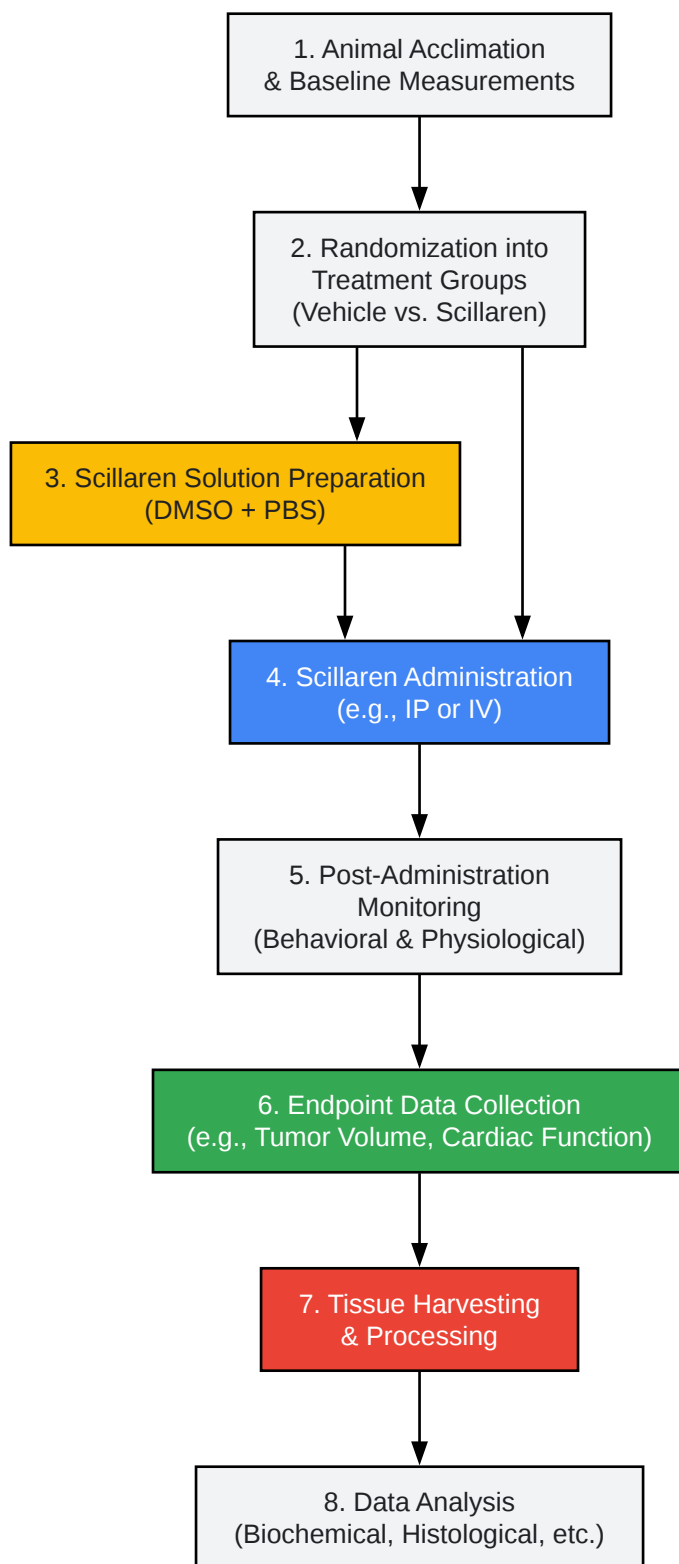 1. Animal Acclimation
& Baseline Measurements
2. Randomization into
Treatment Groups
(Vehicle vs. Scillaren)
3. Scillaren Solution Preparation
(DMSO + PBS)
4. Scillaren Administration
(e.g., IP or IV)
5. Post-Administration
Monitoring
(Behavioral & Physiological)
6. Endpoint Data Collection
(e.g., Tumor Volume, Cardiac Function)
7. Tissue Harvesting
& Processing
8. Data Analysis
(Biochemical, Histological, etc.)